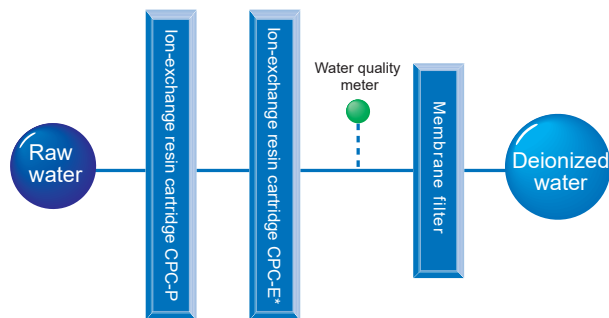 Raw
water
Ion-exchange resin cartridge CPC-P
Ion-exchange resin cartridge CPC-E*
Water quality
meter
Membrane filter
Deionized
water